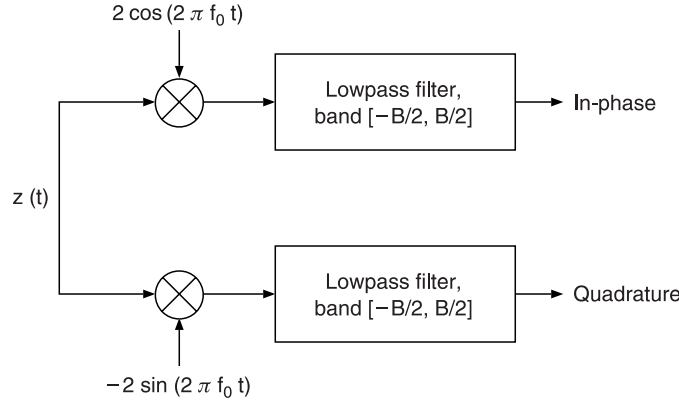 2 cos (2 π f₀ t)
Lowpass filter,
band [−B/2, B/2]
In-phase
z (t)
Lowpass filter,
band [−B/2, B/2]
Quadrature
−2 sin (2 π f₀ t)